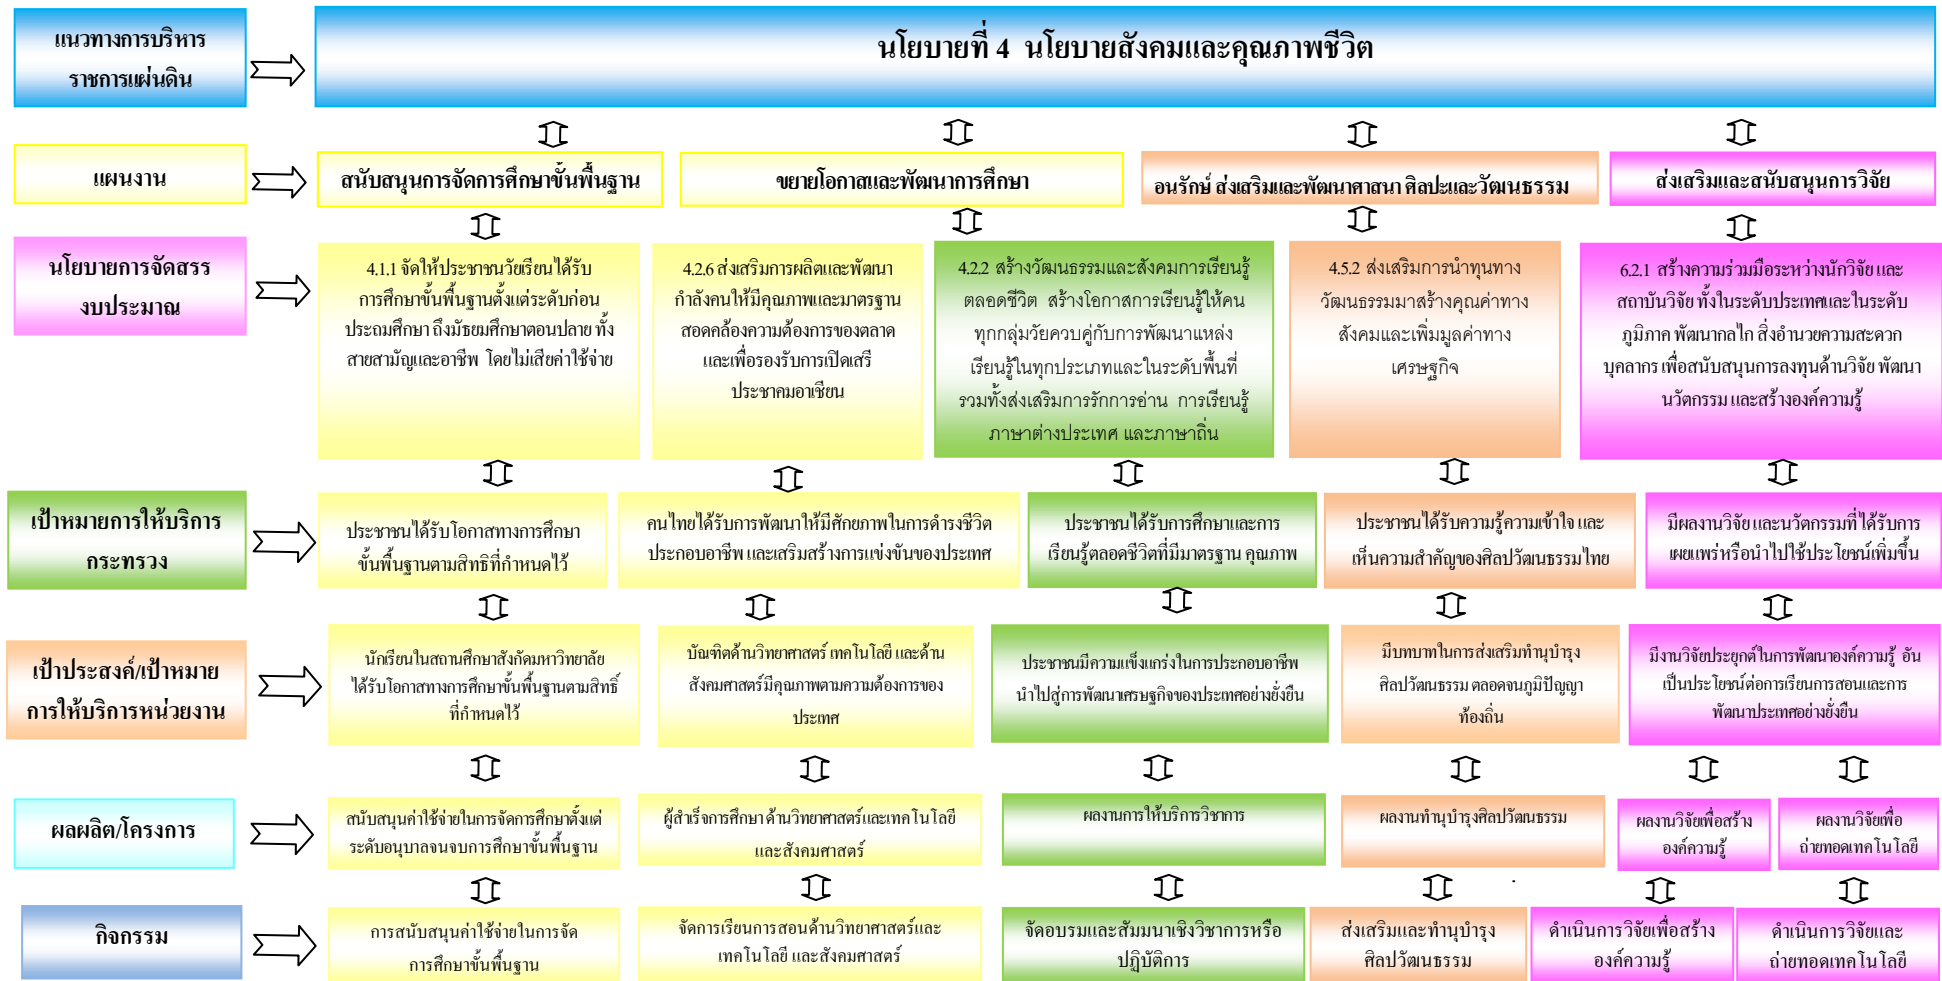 แนวทางการบริหาร
ราชการแผ่นดิน
นโยบายที่ 4 นโยบายสังคมและคุณภาพชีวิต
แผนงาน
สนับสนุนการจัดการศึกษาขั้นพื้นฐาน
ขยายโอกาสและพัฒนาการศึกษา
อนุรักษ์ ส่งเสริมและพัฒนาศาสนา ศิลปะและวัฒนธรรม
ส่งเสริมและสนับสนุนการวิจัย
นโยบายการจัดสรร
งบประมาณ
4.1.1 จัดให้ประชาชนวัยเรียนได้รับ
การศึกษาขั้นพื้นฐานตั้งแต่ระดับก่อน
ประถมศึกษา ถึงมัธยมศึกษาตอนปลาย ทั้ง
สายสามัญและอาชีพ โดยไม่เสียค่าใช้จ่าย
4.2.6 ส่งเสริมการผลิตและพัฒนา
กำลังคนให้มีคุณภาพและมาตรฐาน
สอดคล้องความต้องการของตลาด
และเพื่อรองรับการเปิดเสรี
ประชาคมอาเซียน
4.2.2 สร้างวัฒนธรรมและสังคมการเรียนรู้
ตลอดชีวิต สร้างโอกาสการเรียนรู้ให้คน
ทุกกลุ่มวัยควบคู่กับการพัฒนาแหล่ง
เรียนรู้ในทุกประเภทและในระดับพื้นที่
รวมทั้งส่งเสริมการรักการอ่าน การเรียนรู้
ภาษาต่างประเทศ และภาษาถิ่น
4.5.2 ส่งเสริมการนำทุนทาง
วัฒนธรรมมาสร้างคุณค่าทาง
สังคมและเพิ่มมูลค่าทาง
เศรษฐกิจ
6.2.1 สร้างความร่วมมือระหว่างนักวิจัย และ
สถาบันวิจัย ทั้งในระดับประเทศและในระดับ
ภูมิภาค พัฒนากลไก สิ่งอำนวยความสะดวก
บุคลากร เพื่อสนับสนุนการลงทุนด้านวิจัย พัฒนา
นวัตกรรม และสร้างองค์ความรู้
เป้าหมายการให้บริการ
กระทรวง
ประชาชนได้รับโอกาสทางการศึกษา
ขั้นพื้นฐานตามสิทธิที่กำหนดไว้
คนไทยได้รับการพัฒนาให้มีศักยภาพในการดำรงชีวิต
ประกอบอาชีพ และเสริมสร้างการแข่งขันของประเทศ
ประชาชนได้รับการศึกษาและการ
เรียนรู้ตลอดชีวิตที่มีมาตรฐาน คุณภาพ
ประชาชนได้รับความรู้ความเข้าใจ และ
เห็นความสำคัญของศิลปวัฒนธรรมไทย
มีผลงานวิจัย และนวัตกรรมที่ได้รับการ
เผยแพร่หรือนำไปใช้ประโยชน์เพิ่มขึ้น
เป้าประสงค์/เป้าหมาย
การให้บริการหน่วยงาน
นักเรียนในสถานศึกษาสังกัดมหาวิทยาลัย
ได้รับโอกาสทางการศึกษาขั้นพื้นฐานตามสิทธิ์
ที่กำหนดไว้
บัณฑิตด้านวิทยาศาสตร์ เทคโนโลยี และด้าน
สังคมศาสตร์มีคุณภาพตามความต้องการของ
ประเทศ
ประชาชนมีความแข็งแกร่งในการประกอบอาชีพ
นำไปสู่การพัฒนาเศรษฐกิจของประเทศอย่างยั่งยืน
มีบทบาทในการส่งเสริมทำนุบำรุง
ศิลปวัฒนธรรม ตลอดจนภูมิปัญญา
ท้องถิ่น
มีงานวิจัยประยุกต์ในการพัฒนาองค์ความรู้ อัน
เป็นประโยชน์ต่อการเรียนการสอนและการ
พัฒนาประเทศอย่างยั่งยืน
ผลผลิต/โครงการ
สนับสนุนค่าใช้จ่ายในการจัดการศึกษาตั้งแต่
ระดับอนุบาลจนจบการศึกษาขั้นพื้นฐาน
ผู้สำเร็จการศึกษา ด้านวิทยาศาสตร์และเทคโนโลยี
และสังคมศาสตร์
ผลงานการให้บริการวิชาการ
ผลงานทำนุบำรุงศิลปวัฒนธรรม
ผลงานวิจัยเพื่อสร้าง
องค์ความรู้
ผลงานวิจัยเพื่อ
ถ่ายทอดเทคโนโลยี
กิจกรรม
การสนับสนุนค่าใช้จ่ายในการจัด
การศึกษาขั้นพื้นฐาน
จัดการเรียนการสอนด้านวิทยาศาสตร์และ
เทคโนโลยี และสังคมศาสตร์
จัดอบรมและสัมมนาเชิงวิชาการหรือ
ปฏิบัติการ
ส่งเสริมและทำนุบำรุง
ศิลปวัฒนธรรม
ดำเนินการวิจัยเพื่อสร้าง
องค์ความรู้
ดำเนินการวิจัยและ
ถ่ายทอดเทคโนโลยี